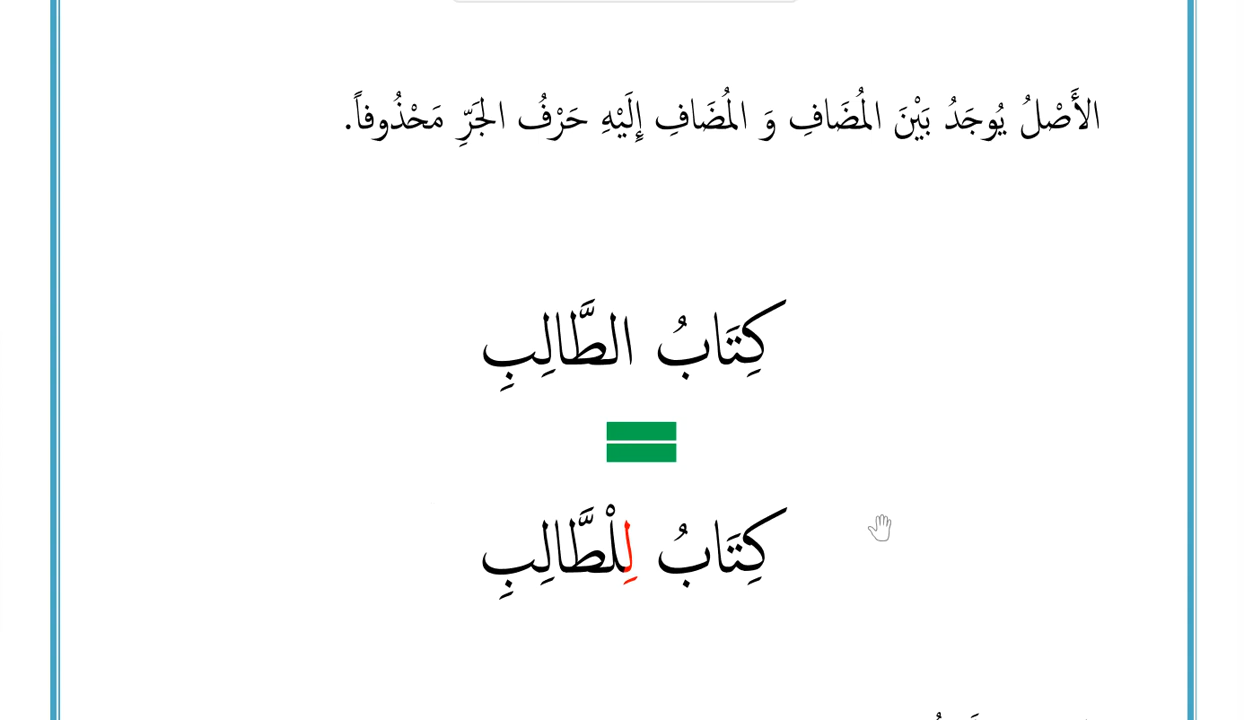 الأَصْلُ يُوجَدُ بَيْنَ المُضَافِ وَ المُضَافِ إِلَيْهِ حَرْفُ الجَرِّ مَحْذُوفاً.
كِتَابُ الطَّالِبِ
كِتَابُ لِلْطَّالِبِ